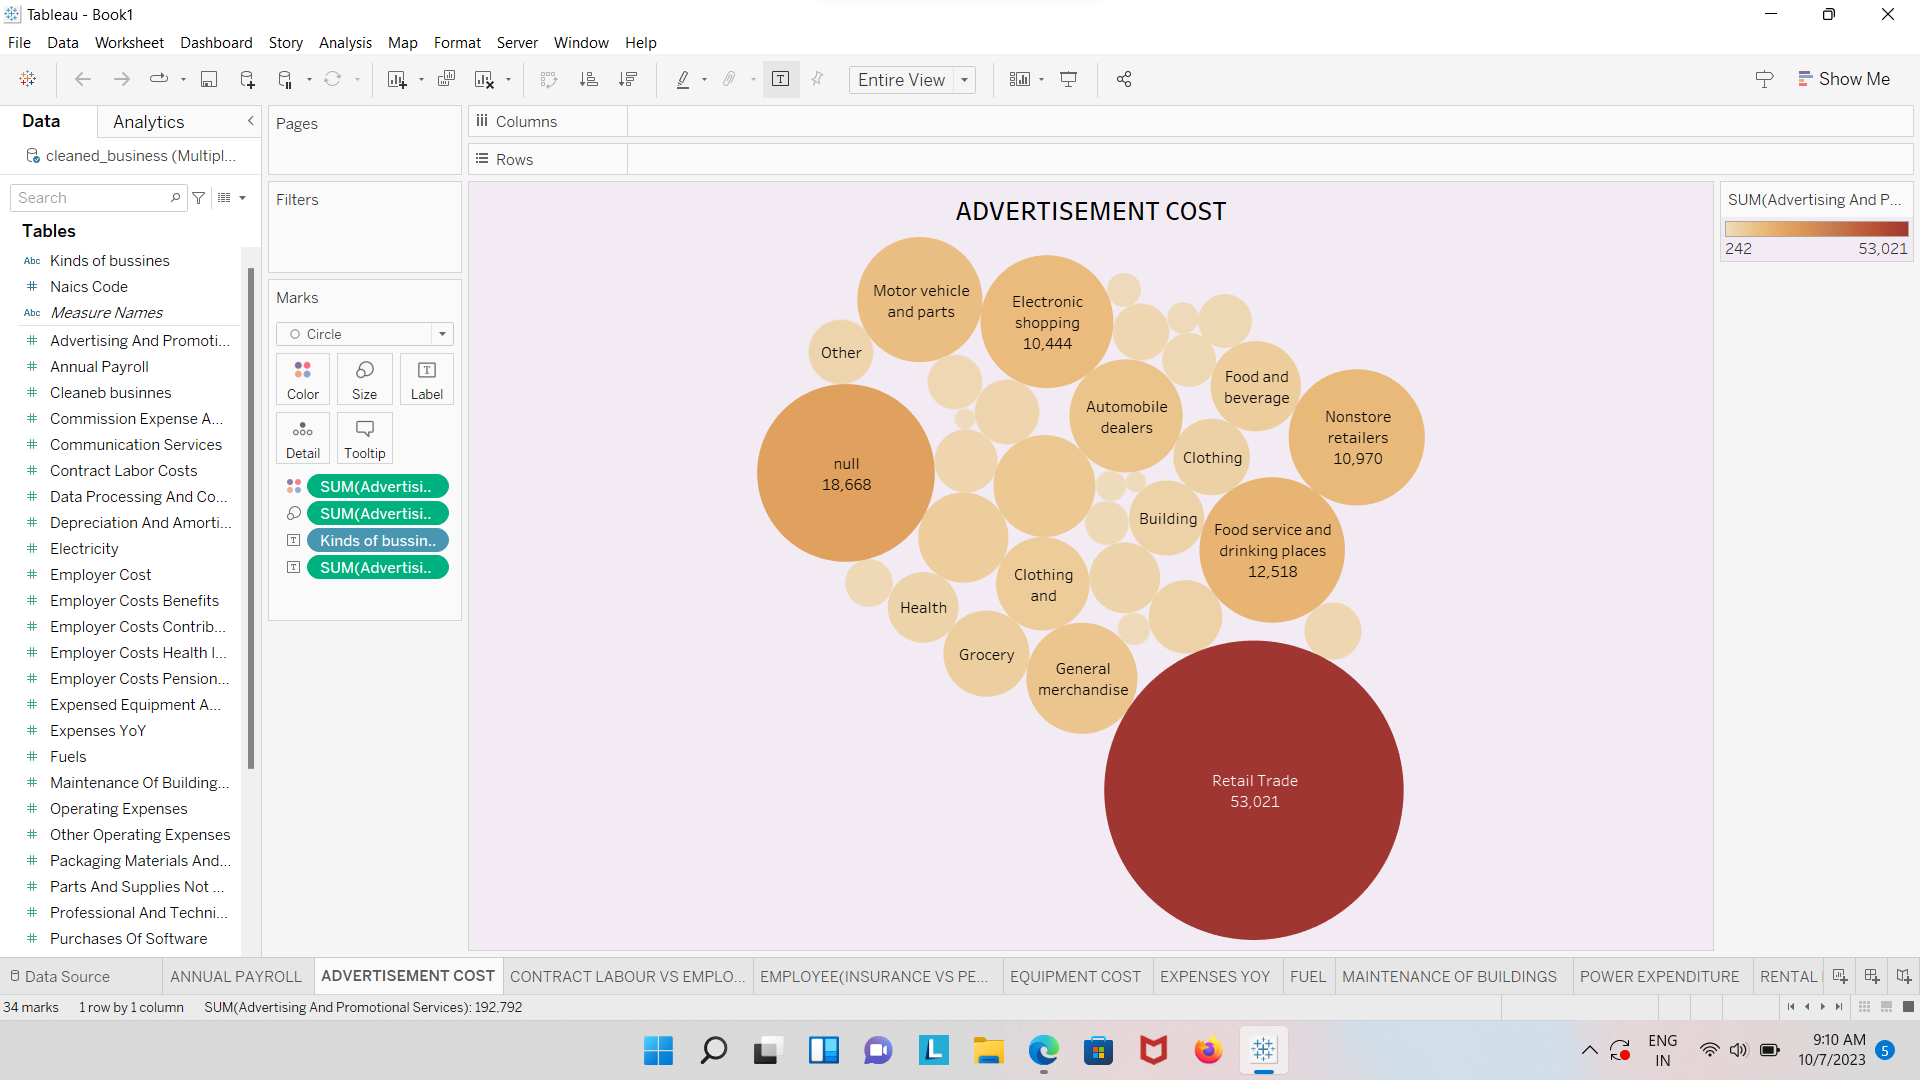 Tableau - Book1
File Data Worksheet Dashboard Story Analysis Map Format Server Window Help
Entire View
Show Me
Data
Analytics
cleaned_business (Multipl...
Search
Tables
Abc Kinds of bussines
# Naics Code
Abc Measure Names
# Advertising And Promoti...
# Annual Payroll
# Cleaneb businnes
# Commission Expense A...
# Communication Services
# Contract Labor Costs
# Data Processing And Co...
# Depreciation And Amorti...
# Electricity
# Employer Cost
# Employer Costs Benefits
# Employer Costs Contrib...
# Employer Costs Health I...
# Employer Costs Pension...
# Expensed Equipment A...
# Expenses YoY
# Fuels
# Maintenance Of Building...
# Operating Expenses
# Other Operating Expenses
# Packaging Materials And...
# Parts And Supplies Not ...
# Professional And Techni...
# Purchases Of Software
Pages
Filters
Marks
Circle
Color
Size
Label
Detail
Tooltip
SUM(Advertisi..
SUM(Advertisi..
Kinds of bussin..
SUM(Advertisi..
Columns
Rows
ADVERTISEMENT COST
Motor vehicle
and parts
Electronic
shopping
10,444
Other
Food and
beverage
Automobile
dealers
Nonstore
retailers
10,970
null
18,668
Clothing
Building
Food service and
drinking places
12,518
Clothing
and
Health
Grocery
General
merchandise
Retail Trade
53,021
SUM(Advertising And P...
242
53,021
Data Source
ANNUAL PAYROLL
ADVERTISEMENT COST
CONTRACT LABOUR VS EMPLO...
EMPLOYEE(INSURANCE VS PE...
EQUIPMENT COST
EXPENSES YOY
FUEL
MAINTENANCE OF BUILDINGS
POWER EXPENDITURE
RENTAL
34 marks
1 row by 1 column
SUM(Advertising And Promotional Services): 192,792
ENG
IN
9:10 AM
10/7/2023
5